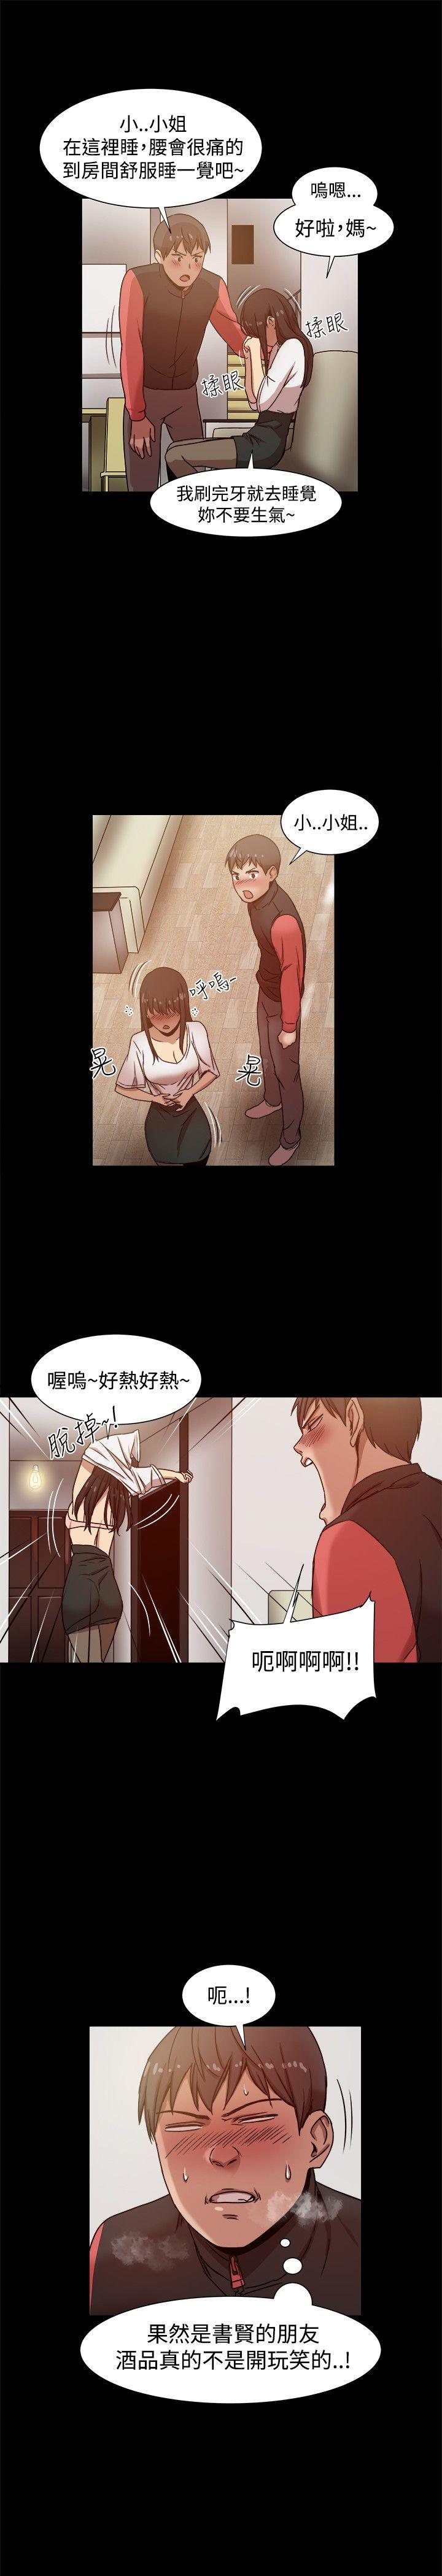 小..小姐
在這裡睡，腰會很痛的
到房間舒服睡一覺吧~
嗚嗯...
好啦，媽~
揉眼
揉眼
我刷完牙就去睡覺
妳不要生氣~
小..小姐..
呼嗚~
晃
晃
喔嗚~好熱好熱~
脫掉~!
呃啊啊啊!!
呃...!
果然是書賢的朋友
酒品真的不是開玩笑的..!